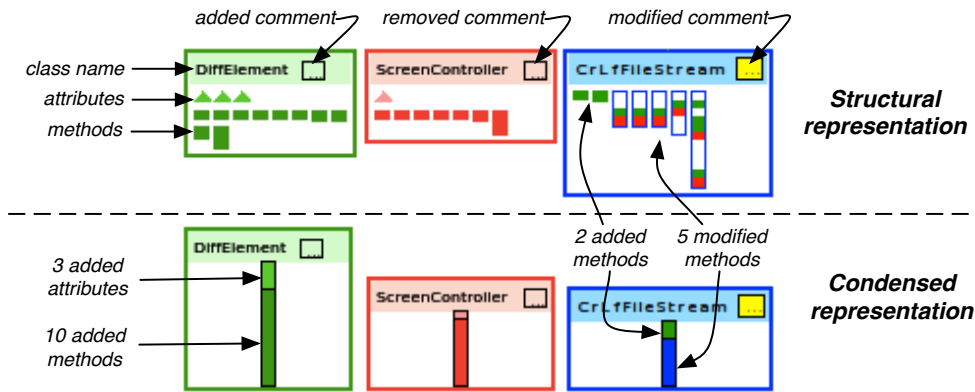 added comment
removed comment
modified comment
class name
DiffElement ...
ScreenController ...
CrLfFileStream ...
attributes
methods
Structural
representation
2 added
methods
5 modified
methods
DiffElement ...
3 added
attributes
ScreenController ...
CrLfFileStream ...
Condensed
representation
10 added
methods